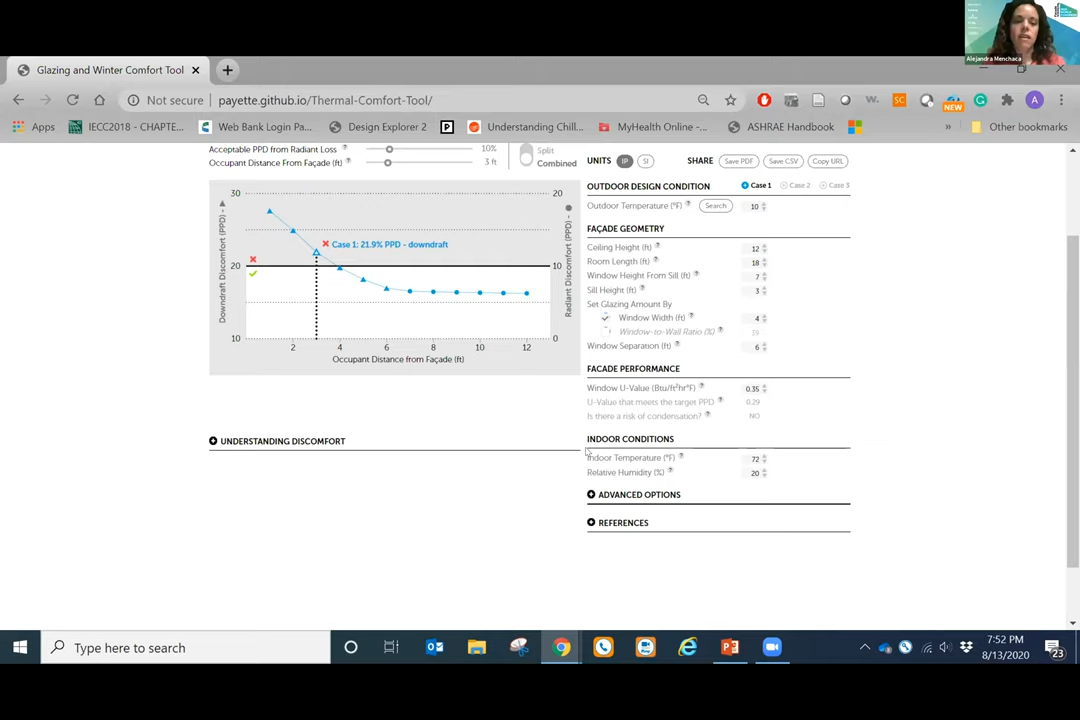 Alejandra Menchaca
Glazing and Winter Comfort Tool
Not secure
payette.github.io/Thermal-Comfort-Tool/
NEW
A
Apps
IECC2018 - CHAPTE...
Web Bank Login Pa...
Design Explorer 2
P
Understanding Chill...
MyHealth Online -...
ASHRAE Handbook
»
Other bookmarks
Acceptable PPD from Radiant Loss ?
10%
Occupant Distance From Façade (ft) ?
3 ft
Split
Combined
UNITS IP SI
SHARE Save PDF Save CSV Copy URL
OUTDOOR DESIGN CONDITION
Case 1 Case 2 Case 3
Outdoor Temperature (°F) ? Search 10
FAÇADE GEOMETRY
Ceiling Height (ft) ? 12
Room Length (ft) ? 18
Window Height From Sill (ft) ? 7
Sill Height (ft) ? 3
Set Glazing Amount By
Window Width (ft) ? 4
Window-to-Wall Ratio (%) ? 39
Window Separation (ft) ? 6
FACADE PERFORMANCE
Window U-Value (Btu/ft²hr°F) ? 0.35
U-Value that meets the target PPD ? 0.29
Is there a risk of condensation? ? NO
INDOOR CONDITIONS
Indoor Temperature (°F) ? 72
Relative Humidity (%) ? 20
ADVANCED OPTIONS
REFERENCES
Downdraft Discomfort (PPD) -
30
20
10
Case 1: 21.9% PPD - downdraft
20
10
0
Radiant Discomfort (PPD) -
2 4 6 8 10 12
Occupant Distance from Façade (ft)
UNDERSTANDING DISCOMFORT
Type here to search
7:52 PM
8/13/2020
23